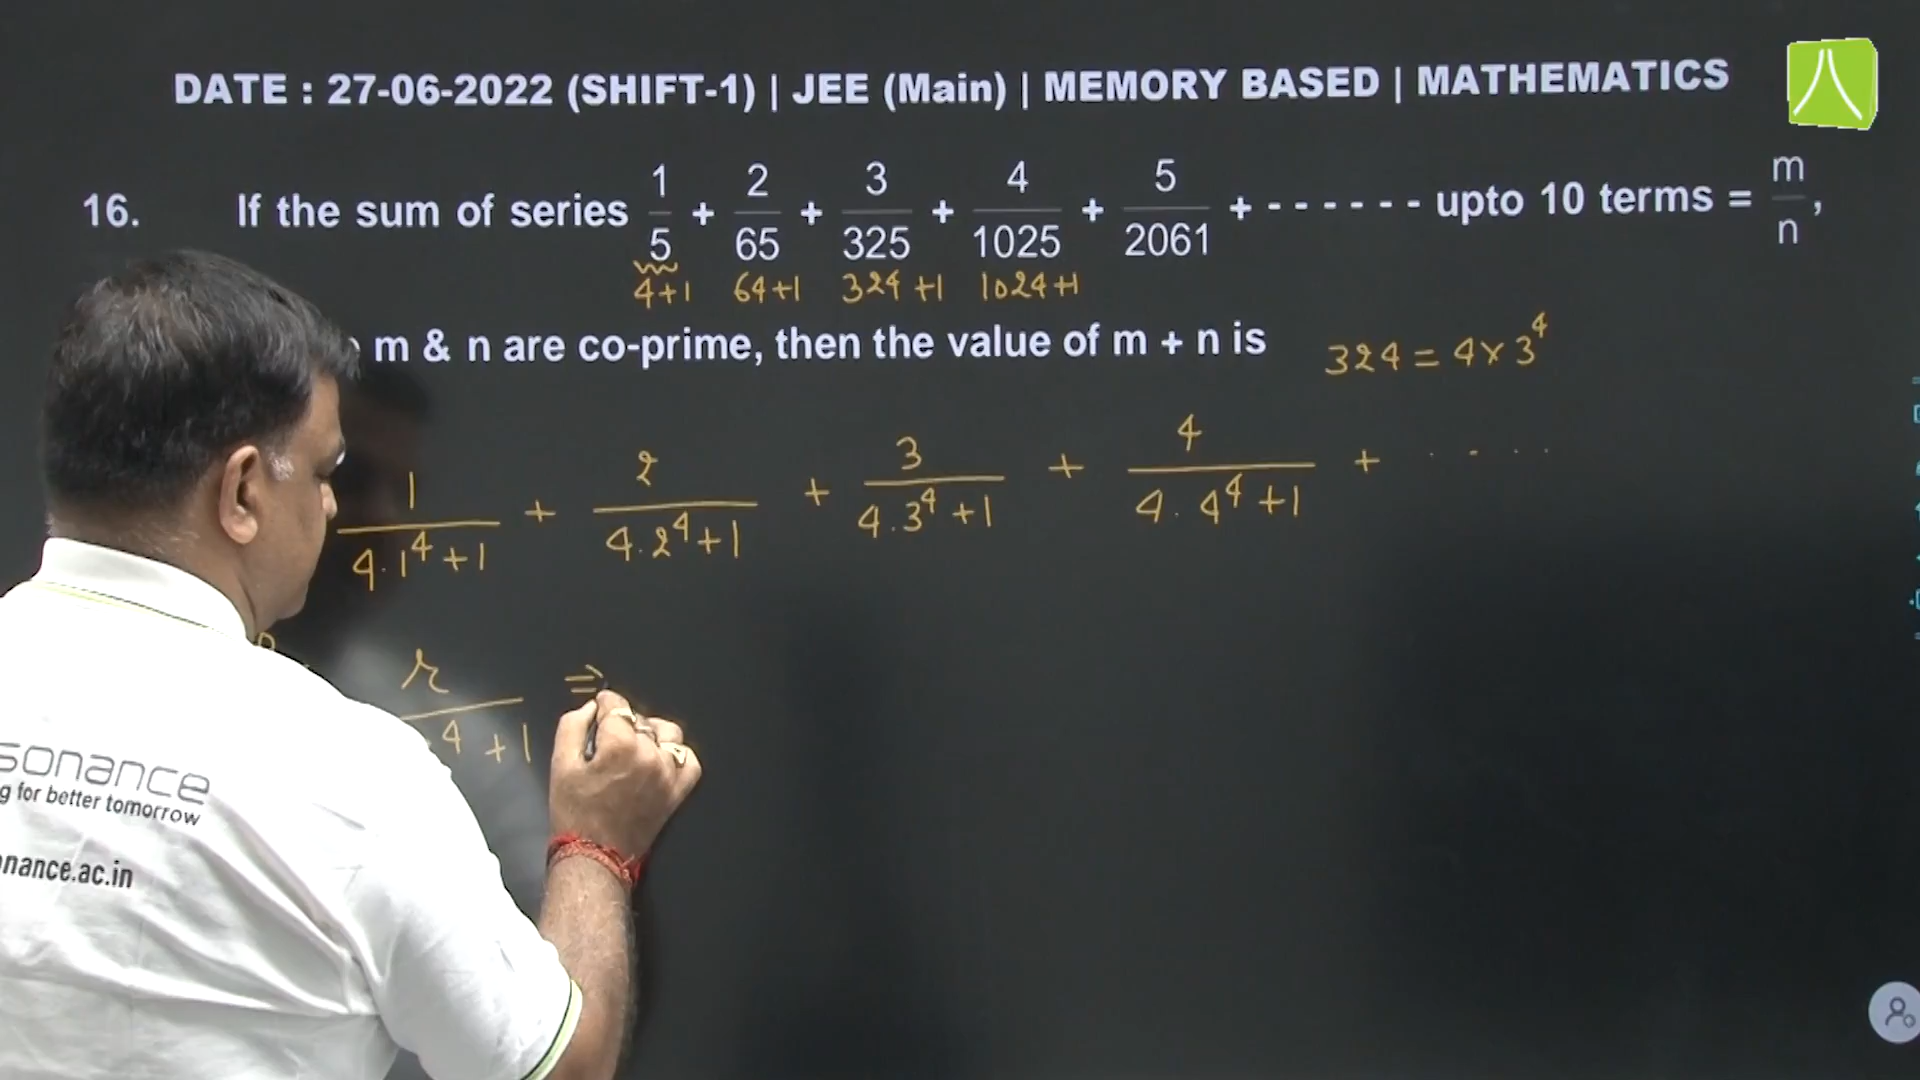 DATE : 27-06-2022 (SHIFT-1) | JEE (Main) | MEMORY BASED | MATHEMATICS
16. If the sum of series 1/5 + 2/65 + 3/325 + 4/1025 + 5/2061 + ------ upto 10 terms = m/n,
4+1 64+1 324+1 1024+1
m & n are co-prime, then the value of m + n is
324 = 4×3^4
1/(4.1^4+1) + 2/(4.2^4+1) + 3/(4.3^4+1) + 4/(4.4^4+1) + ....
r
4 +1 ⇒
sonance
g for better tomorrow
nance.ac.in